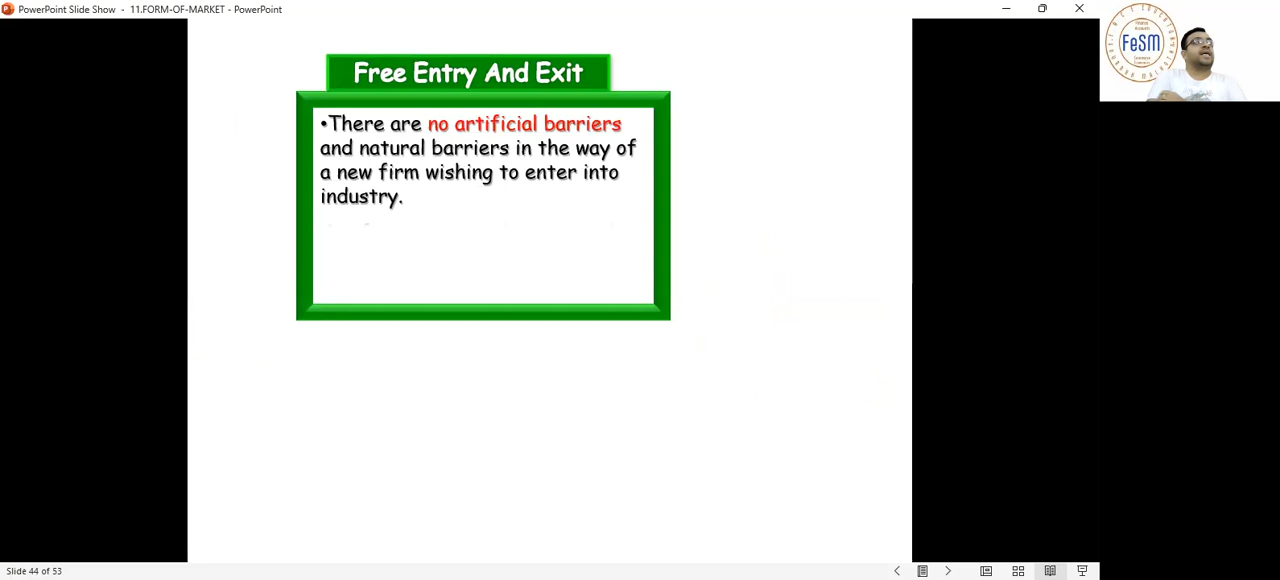 PowerPoint Slide Show - 11.FORM-OF-MARKET - PowerPoint
FeSM
Free Entry And Exit
•There are no artificial barriers
and natural barriers in the way of
a new firm wishing to enter into
industry.
Slide 44 of 53